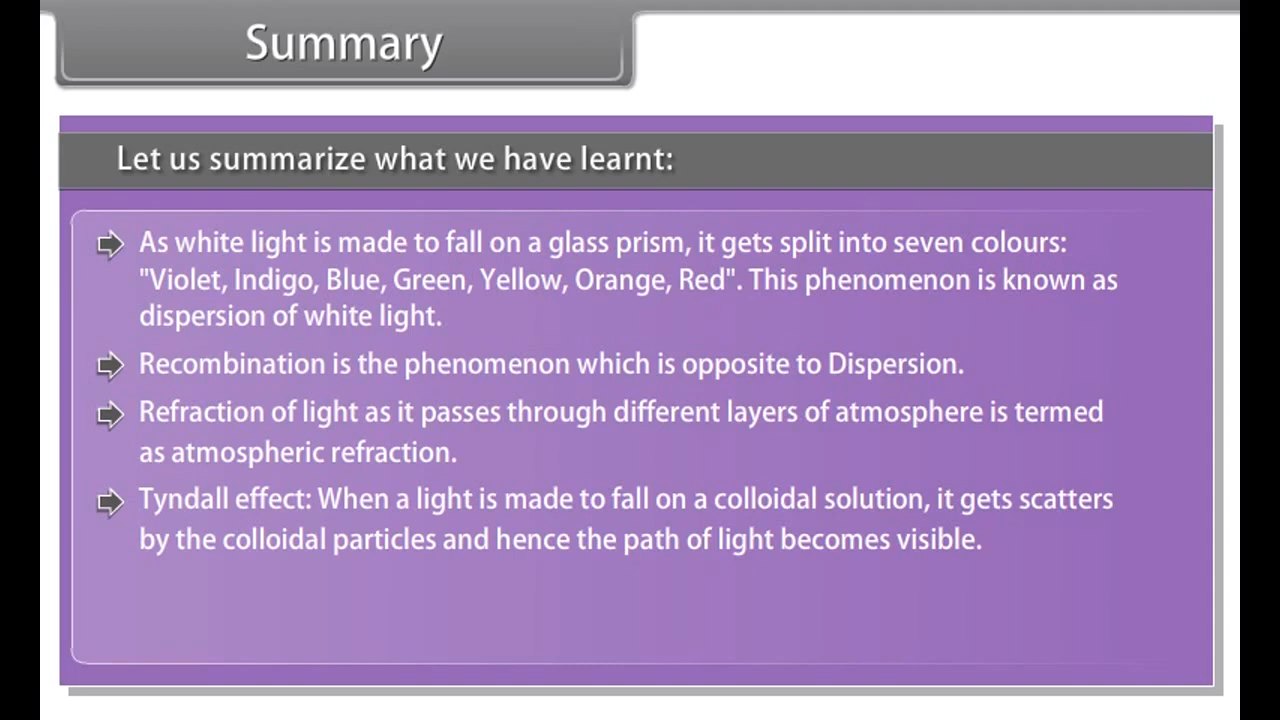 Summary
Let us summarize what we have learnt:
As white light is made to fall on a glass prism, it gets split into seven colours:
"Violet, Indigo, Blue, Green, Yellow, Orange, Red". This phenomenon is known as
dispersion of white light.
Recombination is the phenomenon which is opposite to Dispersion.
Refraction of light as it passes through different layers of atmosphere is termed
as atmospheric refraction.
Tyndall effect: When a light is made to fall on a colloidal solution, it gets scatters
by the colloidal particles and hence the path of light becomes visible.